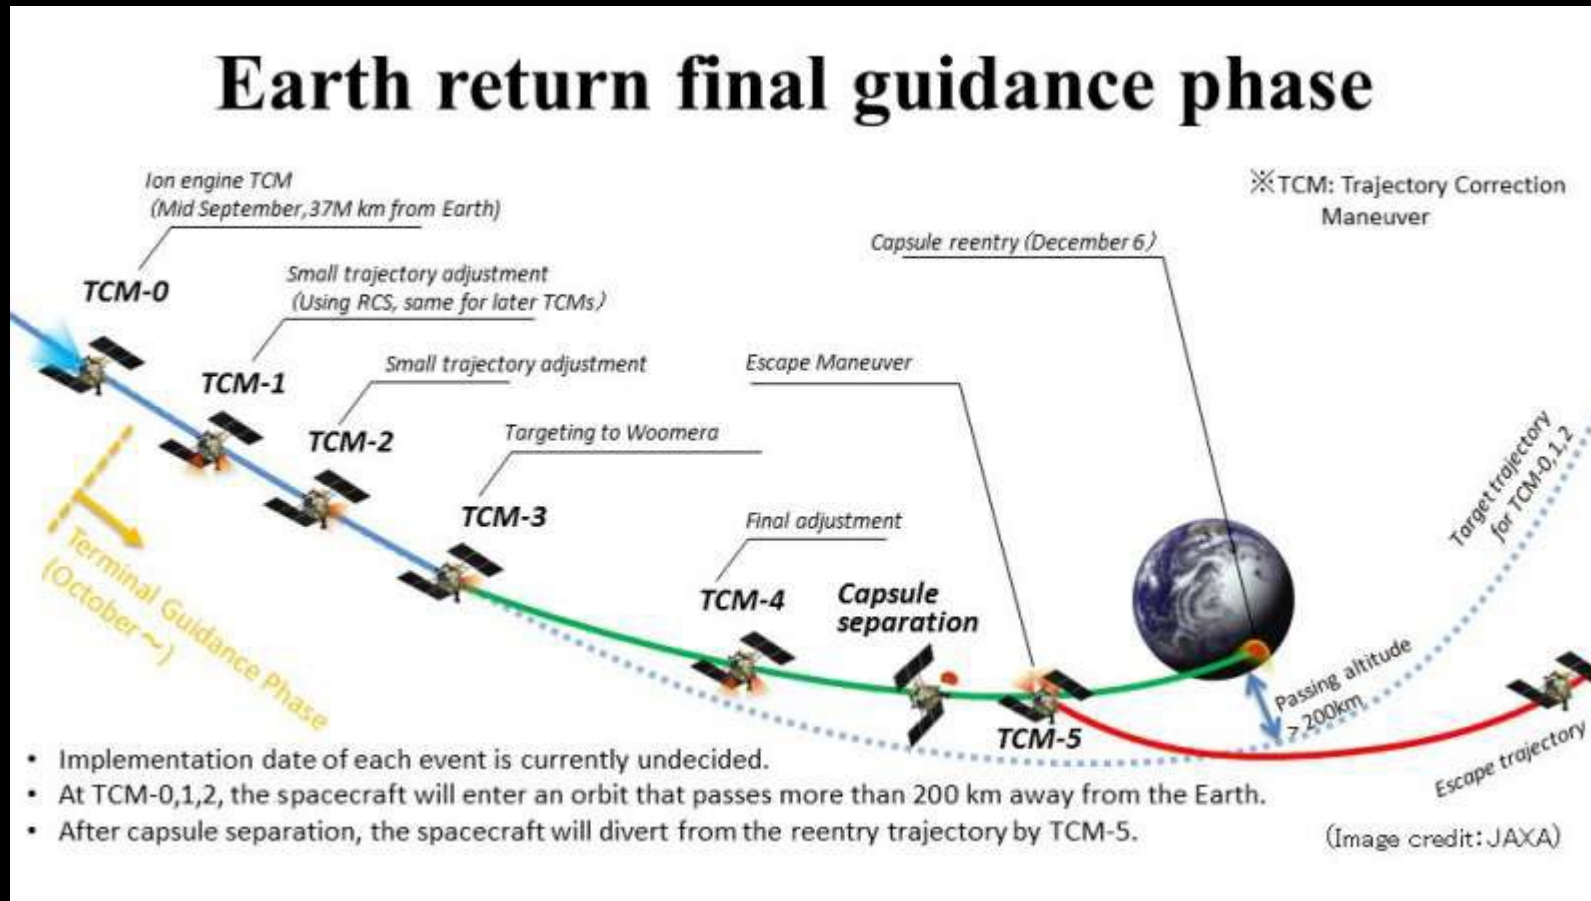 Earth return final guidance phase
Ion engine TCM
(Mid September,37M km from Earth)
※TCM: Trajectory Correction
Maneuver
Capsule reentry (December 6)
TCM-0
Small trajectory adjustment
(Using RCS, same for later TCMs)
TCM-1
Small trajectory adjustment
Escape Maneuver
TCM-2
Targeting to Woomera
TCM-3
Final adjustment
TCM-4
Capsule
separation
TCM-5
Target trajectory
for TCM-0,1,2
Terminal Guidance Phase
(October ~)
Passing altitude
> 200km
Escape trajectory
• Implementation date of each event is currently undecided.
• At TCM-0,1,2, the spacecraft will enter an orbit that passes more than 200 km away from the Earth.
• After capsule separation, the spacecraft will divert from the reentry trajectory by TCM-5.
(Image credit: JAXA)